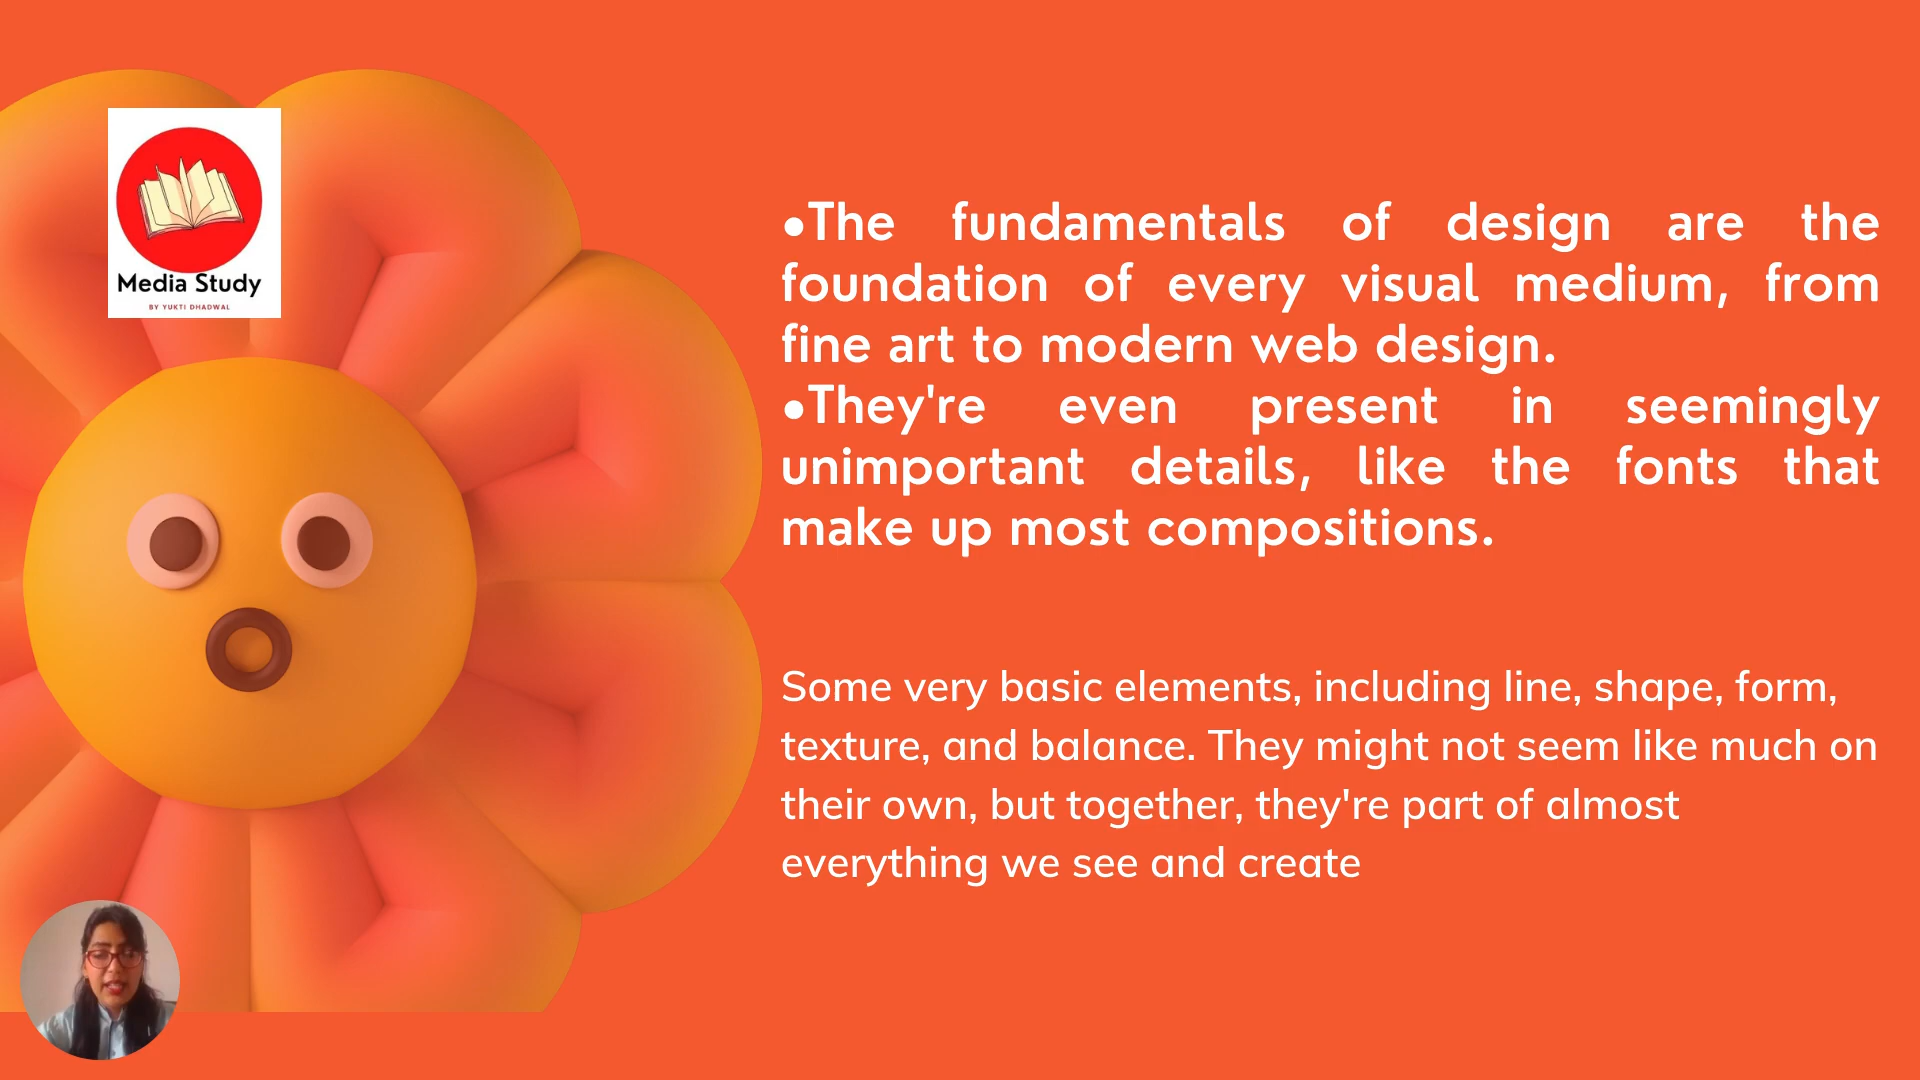 Media Study
BY YUKTI DHADWAL
•The fundamentals of design are the
foundation of every visual medium, from
fine art to modern web design.
•They're even present in seemingly
unimportant details, like the fonts that
make up most compositions.
Some very basic elements, including line, shape, form,
texture, and balance. They might not seem like much on
their own, but together, they're part of almost
everything we see and create